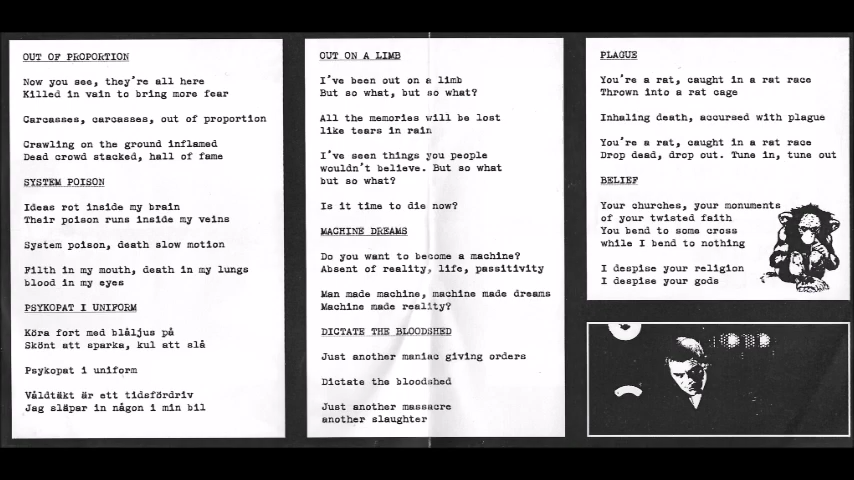 OUT OF PROPORTION
Now you see, they're all here
Killed in vain to bring more fear
Carcasses, carcasses, out of proportion
Crawling on the ground inflamed
Dead crowd stacked, hall of fame
SYSTEM POISON
Ideas rot inside my brain
Their poison runs inside my veins
System poison, death slow motion
Filth in my mouth, death in my lungs
blood in my eyes
PSYKOPAT I UNIFORM
Köra fort med blåljus på
Skönt att sparka, kul att slå
Psykopat i uniform
Våldtäkt är ett tidsfördriv
Jag släpar in någon i min bil
OUT ON A LIMB
I've been out on a limb
But so what, but so what?
All the memories will be lost
like tears in rain
I've seen things you people
wouldn't believe. But so what
but so what?
Is it time to die now?
MACHINE DREAMS
Do you want to become a machine?
Absent of reality, life, passitivity
Man made machine, machine made dreams
Machine made reality?
DICTATE THE BLOODSHED
Just another maniac giving orders
Dictate the bloodshed
Just another massacre
another slaughter
PLAGUE
You're a rat, caught in a rat race
Thrown into a rat cage
Inhaling death, accursed with plague
You're a rat, caught in a rat race
Drop dead, drop out. Tune in, tune out
BELIEF
Your churches, your monuments
of your twisted faith
You bend to some cross
while I bend to nothing
I despise your religion
I despise your gods